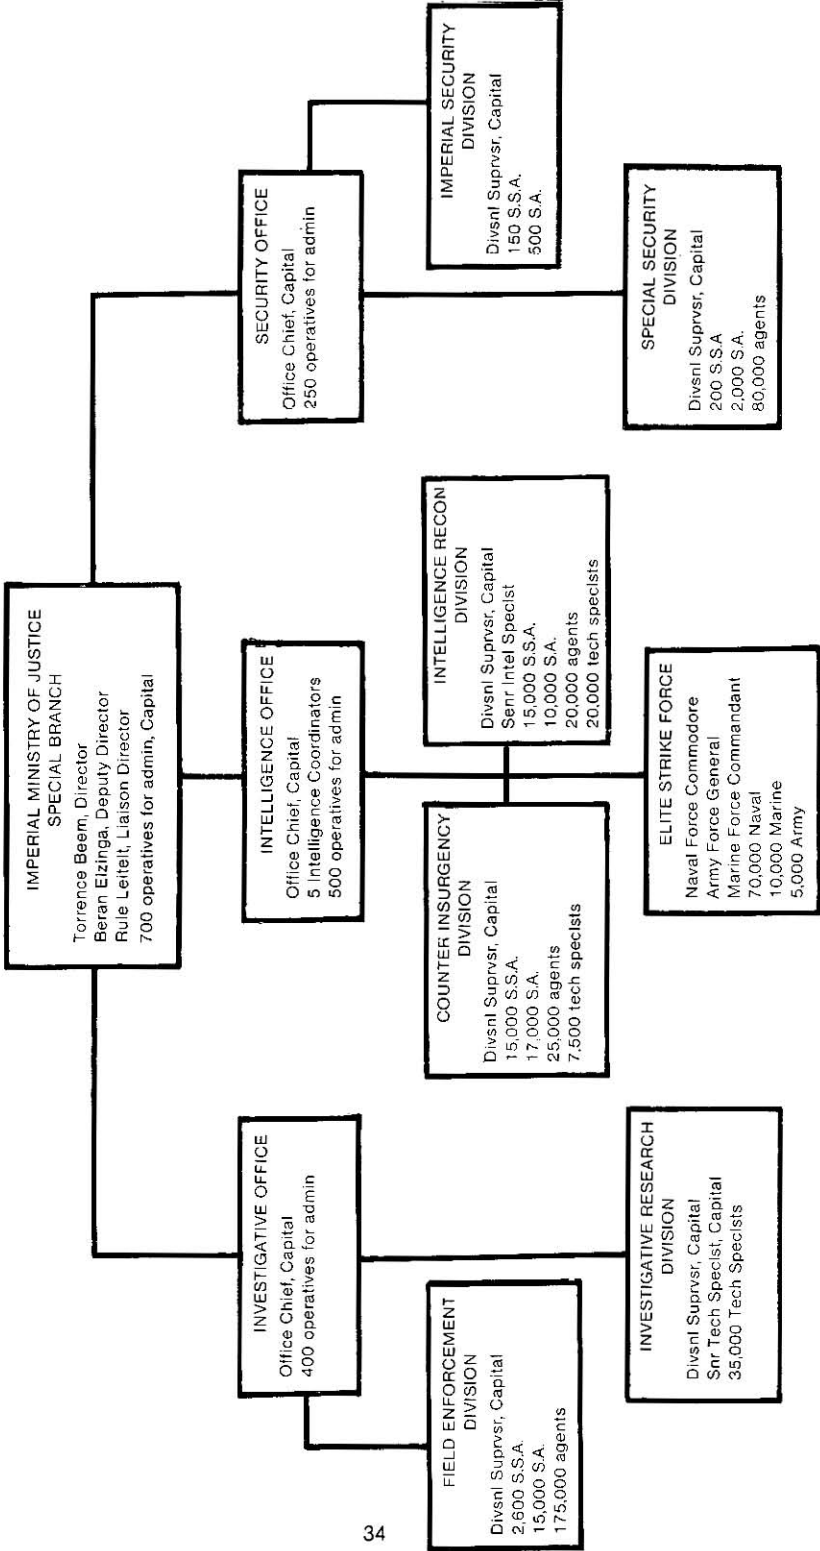 IMPERIAL MINISTRY OF JUSTICE
SPECIAL BRANCH
Torrence Beem, Director
Beran Elzinga, Deputy Director
Rule Leitelt, Liaison Director
700 operatives for admin, Capital
INVESTIGATIVE OFFICE
Office Chief, Capital
400 operatives for admin
INTELLIGENCE OFFICE
Office Chief, Capital
5 Intelligence Coordinators
500 operatives for admin
SECURITY OFFICE
Office Chief, Capital
250 operatives for admin
FIELD ENFORCEMENT
DIVISION
Divsnl Suprvsr, Capital
2,600 S.S.A.
15,000 S.A.
175,000 agents
COUNTER INSURGENCY
DIVISION
Divsnl Suprvsr, Capital
15,000 S.S.A.
17,000 S.A.
25,000 agents
7,500 tech speclsts
INTELLIGENCE RECON
DIVISION
Divsnl Suprvsr, Capital
Senr Intel Speclst
15,000 S.S.A.
10,000 S.A.
20,000 agents
20,000 tech speclsts
IMPERIAL SECURITY
DIVISION
Divsnl Suprvsr, Capital
150 S.S.A.
500 S.A.
INVESTIGATIVE RESEARCH
DIVISION
Divsnl Suprvsr, Capital
Snr Tech Speclst, Capital
35,000 Tech Speclsts
ELITE STRIKE FORCE
Naval Force Commodore
Army Force General
Marine Force Commandant
70,000 Naval
10,000 Marine
5,000 Army
SPECIAL SECURITY
DIVISION
Divsnl Suprvsr, Capital
200 S.S.A
2,000 S.A.
80,000 agents
34